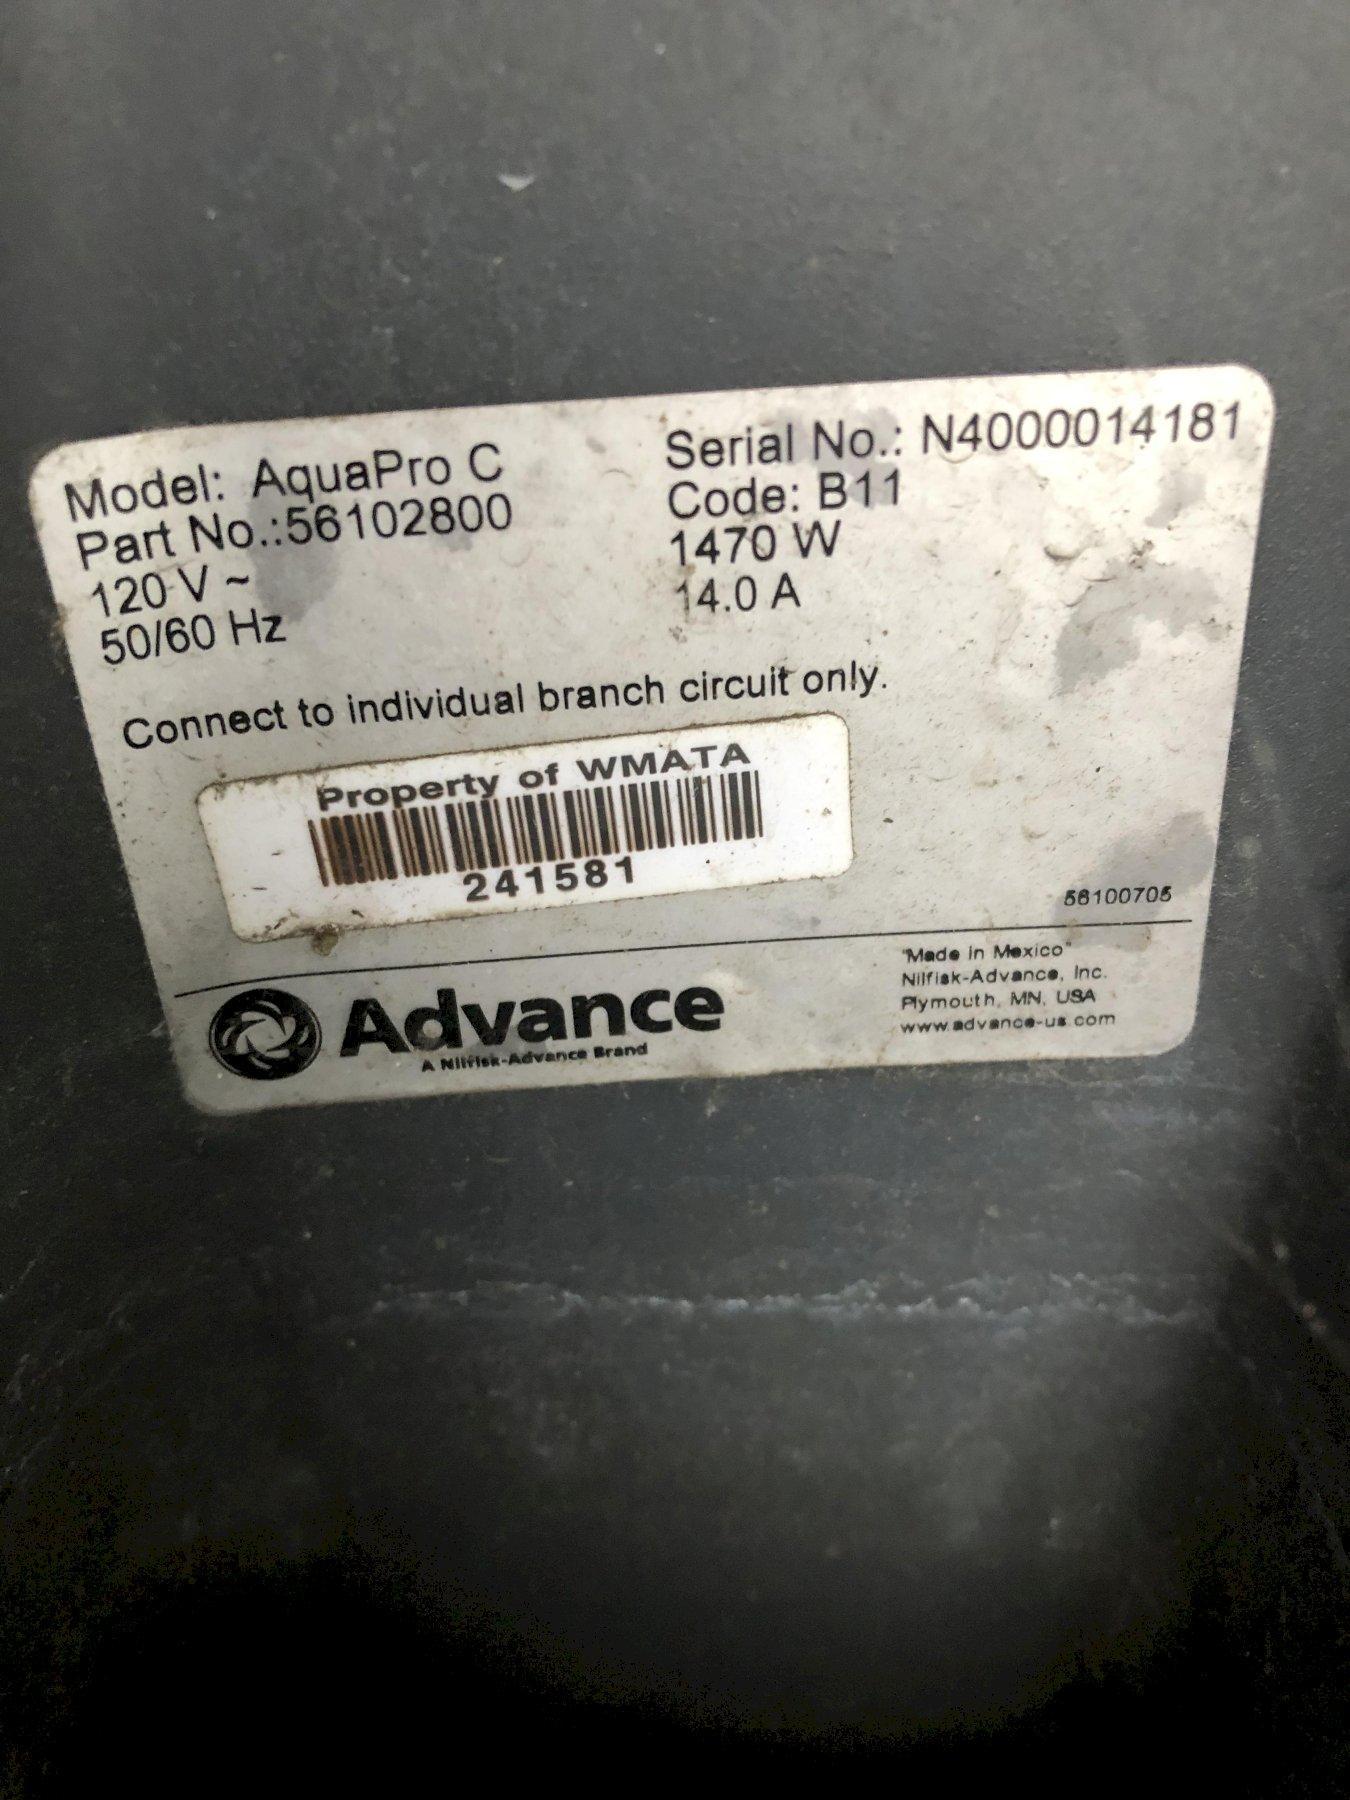 Model: AquaPro C
Part No.:56102800
120 V ~
50/60 Hz
Serial No.: N4000014181
Code: B11
1470 W
14.0 A
Connect to individual branch circuit only.
Property of WMATA
241581
56100705
"Made in Mexico"
Nilfisk-Advance, Inc.
Plymouth, MN, USA
www.advance-us.com
Advance
A Nilfisk-Advance Brand